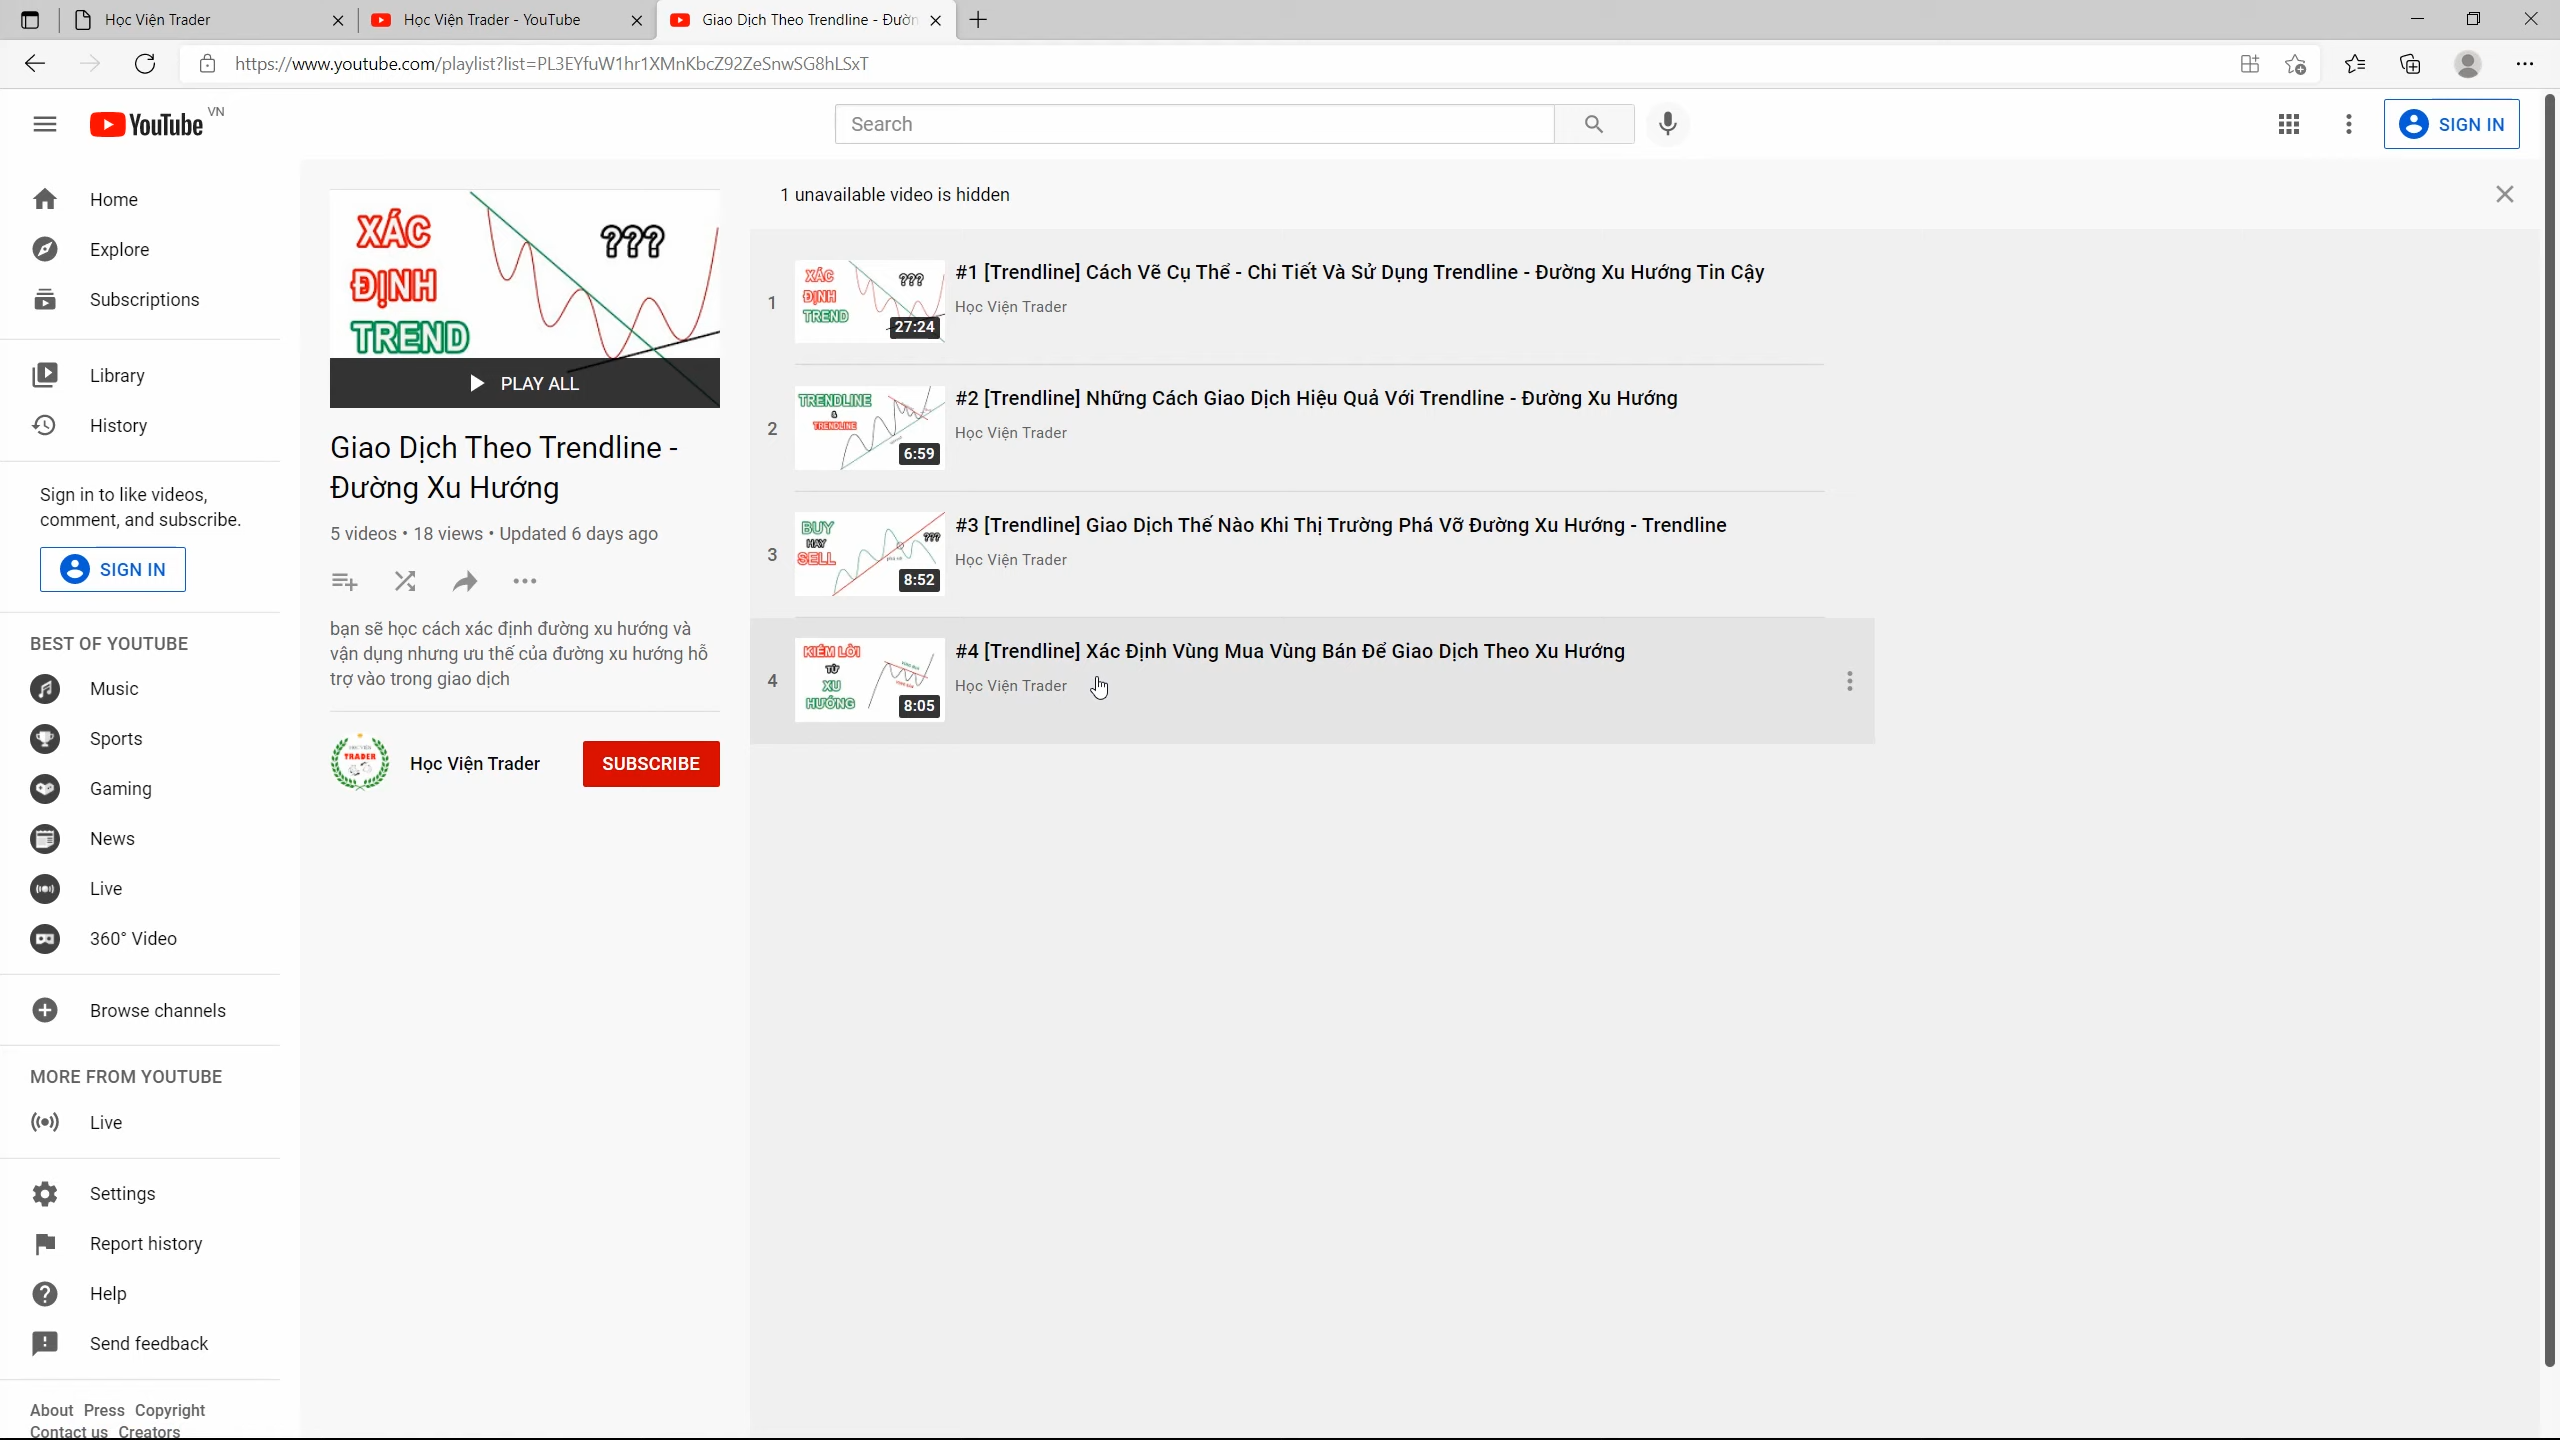 Học Viện Trader
Học Viện Trader - YouTube
Giao Dịch Theo Trendline - Đườn
https://www.youtube.com/playlist?list=PL3EYfuW1hr1XMnKbcZ92ZeSnwSG8hLSxT
YouTube VN
Search
SIGN IN
Home
Explore
Subscriptions
Library
History
Sign in to like videos,
comment, and subscribe.
SIGN IN
BEST OF YOUTUBE
Music
Sports
Gaming
News
Live
360° Video
Browse channels
MORE FROM YOUTUBE
Live
Settings
Report history
Help
Send feedback
About Press Copyright
Contact us Creators
XÁC
ĐỊNH
TREND
???
PLAY ALL
Giao Dịch Theo Trendline -
Đường Xu Hướng
5 videos • 18 views • Updated 6 days ago
bạn sẽ học cách xác định đường xu hướng và
vận dụng nhưng ưu thế của đường xu hướng hỗ
trợ vào trong giao dịch
TRADER
Học Viện Trader
SUBSCRIBE
1 unavailable video is hidden
1
XÁC
ĐỊNH
TREND
???
27:24
#1 [Trendline] Cách Vẽ Cụ Thể - Chi Tiết Và Sử Dụng Trendline - Đường Xu Hướng Tin Cậy
Học Viện Trader
2
TRENDLINE
&
TRENDLINE
6:59
#2 [Trendline] Những Cách Giao Dịch Hiệu Quả Với Trendline - Đường Xu Hướng
Học Viện Trader
3
BUY
HAY
SELL
???
8:52
#3 [Trendline] Giao Dịch Thế Nào Khi Thị Trường Phá Vỡ Đường Xu Hướng - Trendline
Học Viện Trader
4
KIẾM LỜI
TỪ
XU
HƯỚNG
8:05
#4 [Trendline] Xác Định Vùng Mua Vùng Bán Để Giao Dịch Theo Xu Hướng
Học Viện Trader